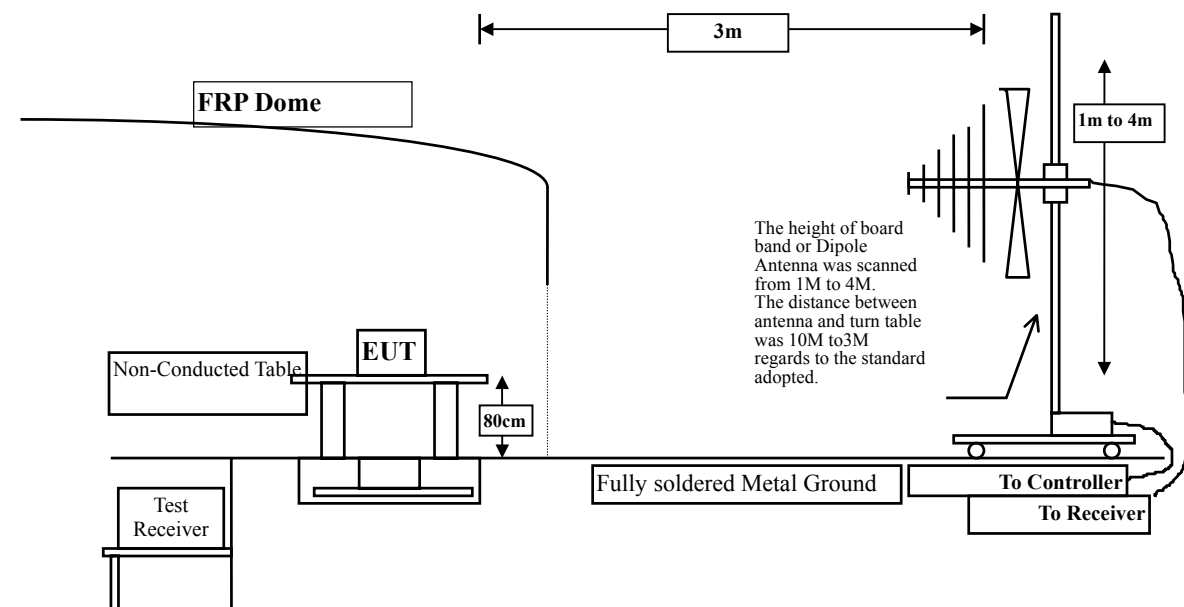 3m
FRP Dome
1m to 4m
The height of board
band or Dipole
Antenna was scanned
from 1M to 4M.
The distance between
antenna and turn table
was 10M to3M
regards to the standard
adopted.
EUT
Non-Conducted Table
80cm
Fully soldered Metal Ground
To Controller
To Receiver
Test
Receiver